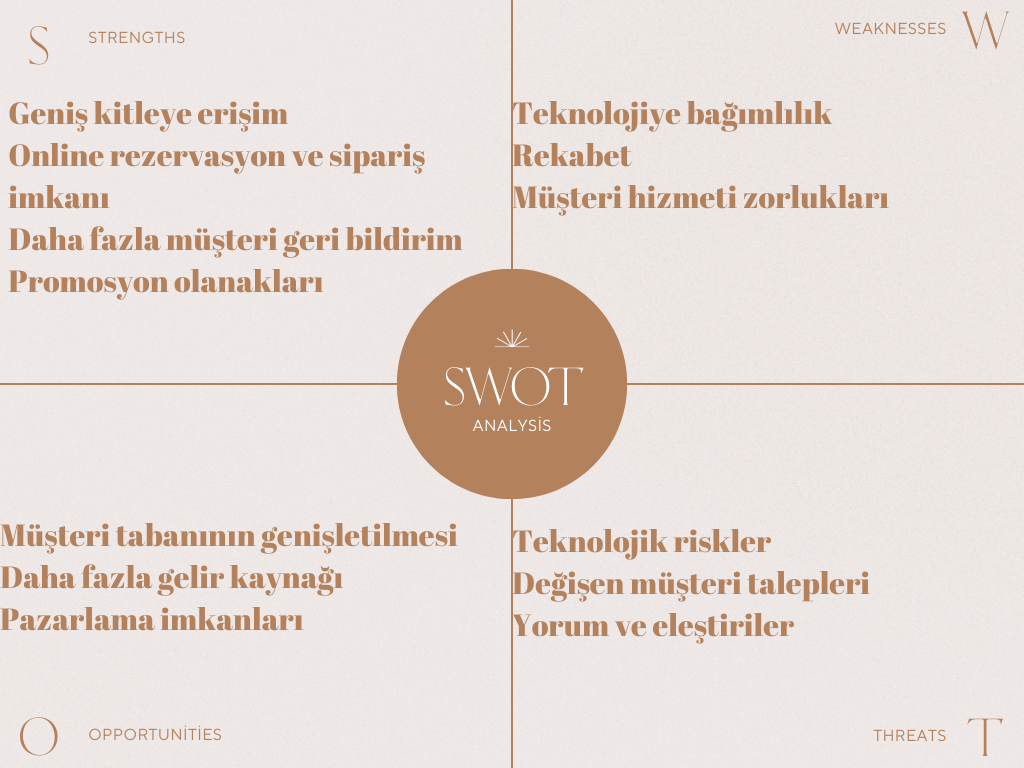 S
STRENGTHS
Geniş kitleye erişim
Online rezervasyon ve sipariş
imkanı
Daha fazla müşteri geri bildirim
Promosyon olanakları
WEAKNESSES
W
Teknolojiye bağımlılık
Rekabet
Müşteri hizmeti zorlukları
SWOT
ANALYSİS
Müşteri tabanının genişletilmesi
Daha fazla gelir kaynağı
Pazarlama imkanları
O
OPPORTUNİTİES
Teknolojik riskler
Değişen müşteri talepleri
Yorum ve eleştiriler
THREATS
T